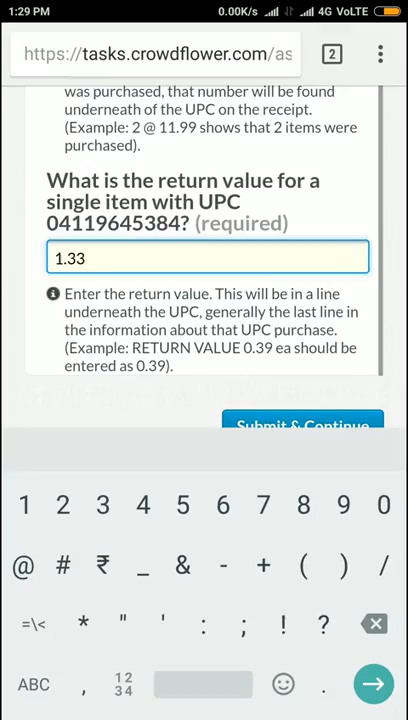 1:29 PM 0.00K/s 4G VoLTE
https://tasks.crowdflower.com/as 2
was purchased, that number will be found
underneath of the UPC on the receipt.
(Example: 2 @ 11.99 shows that 2 items were
purchased).
What is the return value for a
single item with UPC
04119645384? (required)
1.33
Enter the return value. This will be in a line
underneath the UPC, generally the last line in
the information about that UPC purchase.
(Example: RETURN VALUE 0.39 ea should be
entered as 0.39).
Submit & Continue
1 2 3 4 5 6 7 8 9 0
@ # ₹ _ & - + ( ) /
=\< * " ' : ; ! ?
ABC , 12 .
34